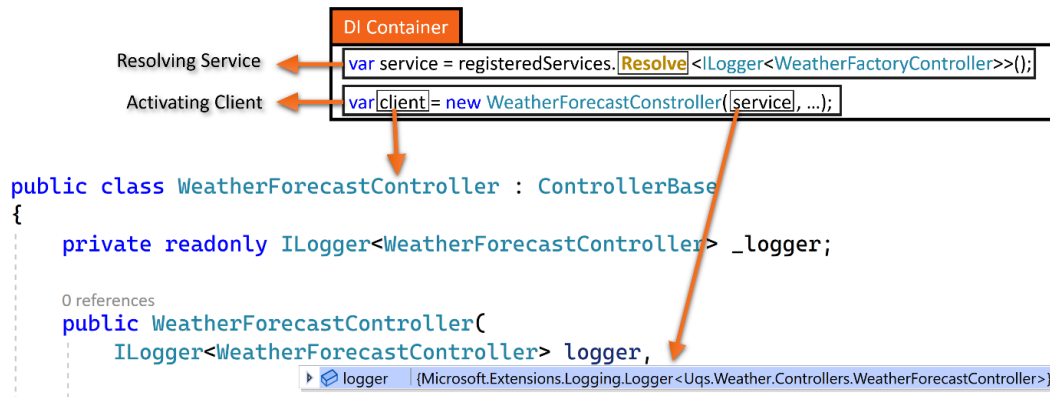 DI Container
Resolving Service
var service = registeredServices. Resolve <ILogger<WeatherFactoryController>>();
Activating Client
var client = new WeatherForecastConstroller( service , ...);
public class WeatherForecastController : ControllerBase
{
private readonly ILogger<WeatherForecastController> _logger;
0 references
public WeatherForecastController(
ILogger<WeatherForecastController> logger,
logger {Microsoft.Extensions.Logging.Logger<Uqs.Weather.Controllers.WeatherForecastController>}